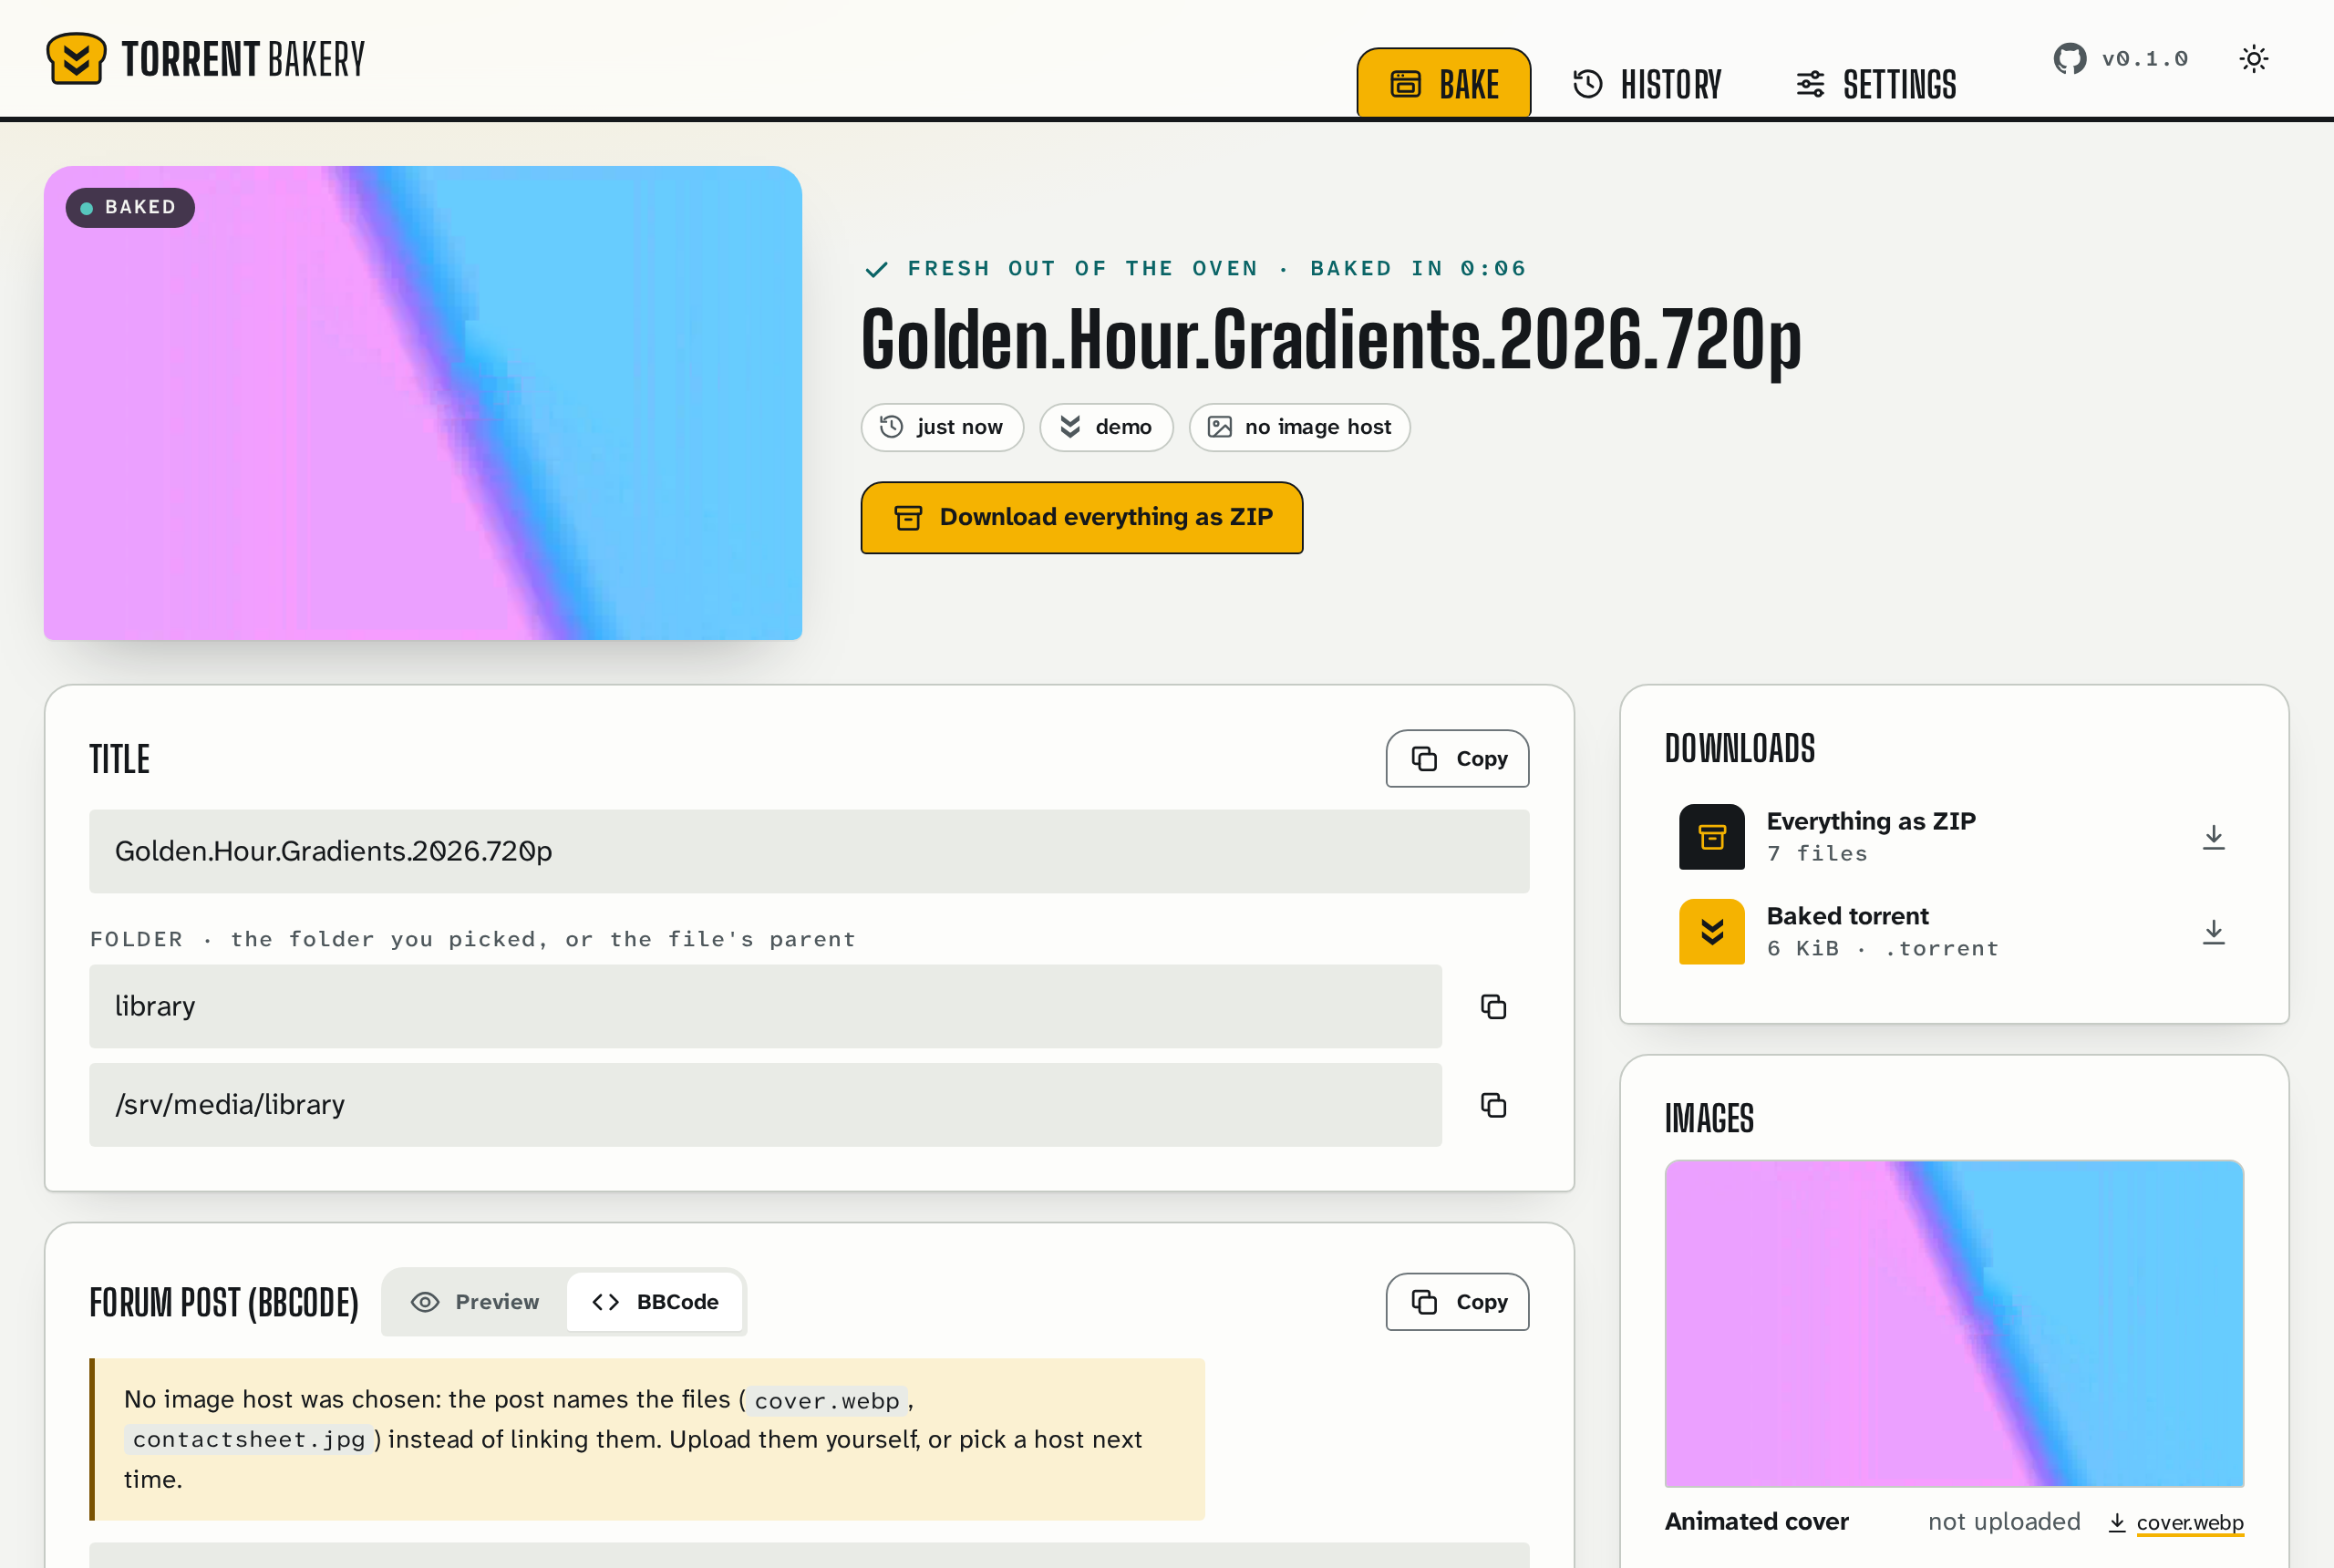 TORRENT BAKERY
BAKE
HISTORY
SETTINGS
v0.1.0
BAKED
FRESH OUT OF THE OVEN · BAKED IN 0:06
Golden.Hour.Gradients.2026.720p
just now
demo
no image host
Download everything as ZIP
TITLE
Copy
Golden.Hour.Gradients.2026.720p
FOLDER · the folder you picked, or the file's parent
library
/srv/media/library
FORUM POST (BBCODE)
Preview
BBCode
Copy
No image host was chosen: the post names the files (cover.webp,
contactsheet.jpg) instead of linking them. Upload them yourself, or pick a host next
time.
DOWNLOADS
Everything as ZIP
7 files
Baked torrent
6 KiB · .torrent
IMAGES
Animated cover
not uploaded
cover.webp